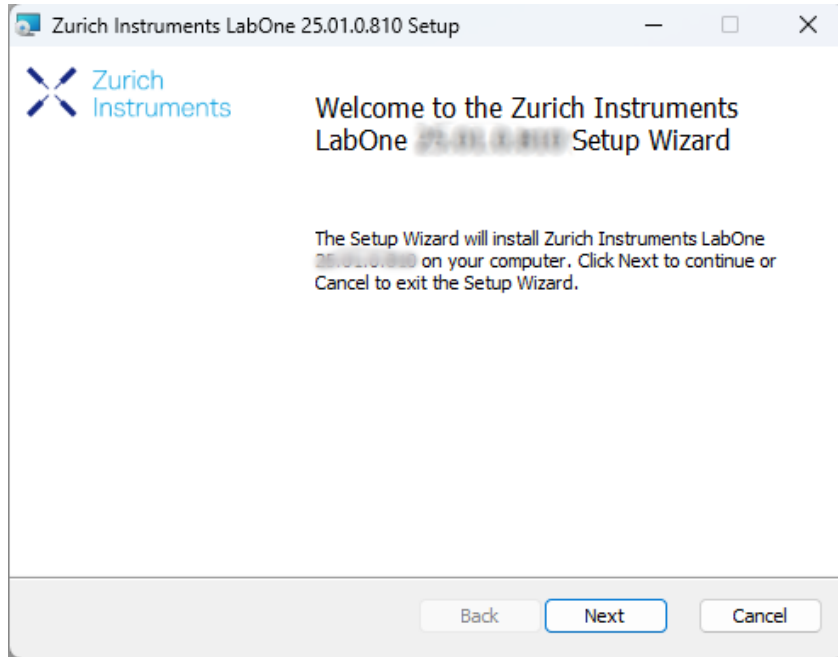 Zurich Instruments LabOne 25.01.0.810 Setup
Zurich
Instruments
Welcome to the Zurich Instruments
LabOne Setup Wizard
The Setup Wizard will install Zurich Instruments LabOne
on your computer. Click Next to continue or
Cancel to exit the Setup Wizard.
Back
Next
Cancel